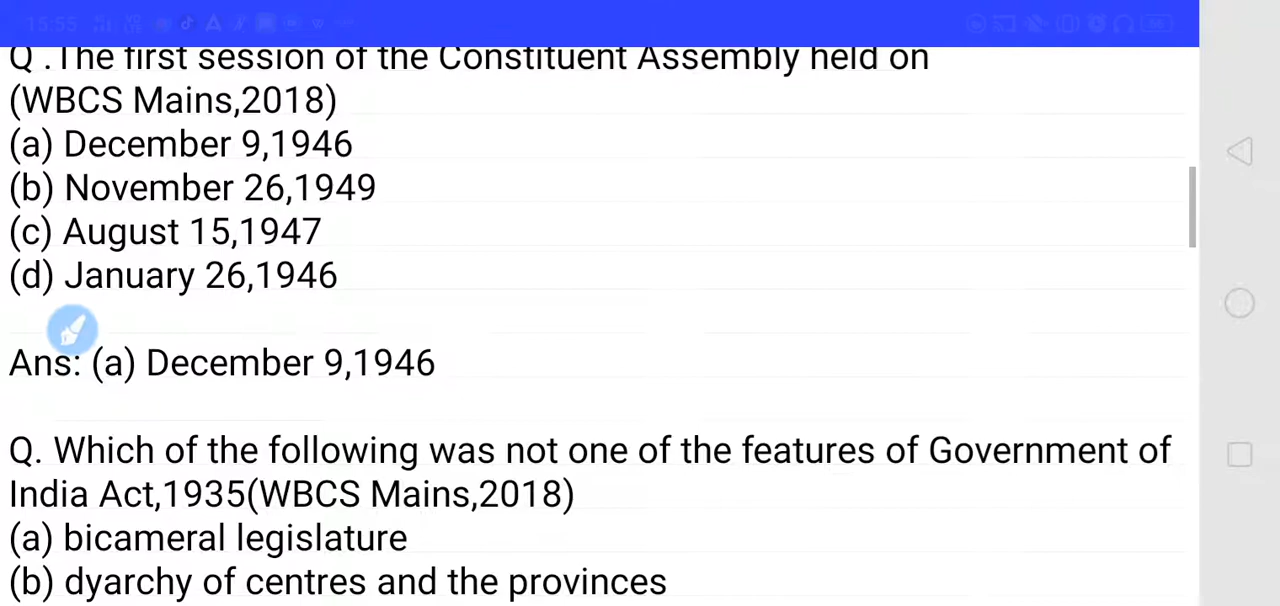 15:55
Q .The first session of the Constituent Assembly held on
(WBCS Mains,2018)
(a) December 9,1946
(b) November 26,1949
(c) August 15,1947
(d) January 26,1946
Ans: (a) December 9,1946
Q. Which of the following was not one of the features of Government of
India Act,1935(WBCS Mains,2018)
(a) bicameral legislature
(b) dyarchy of centres and the provinces